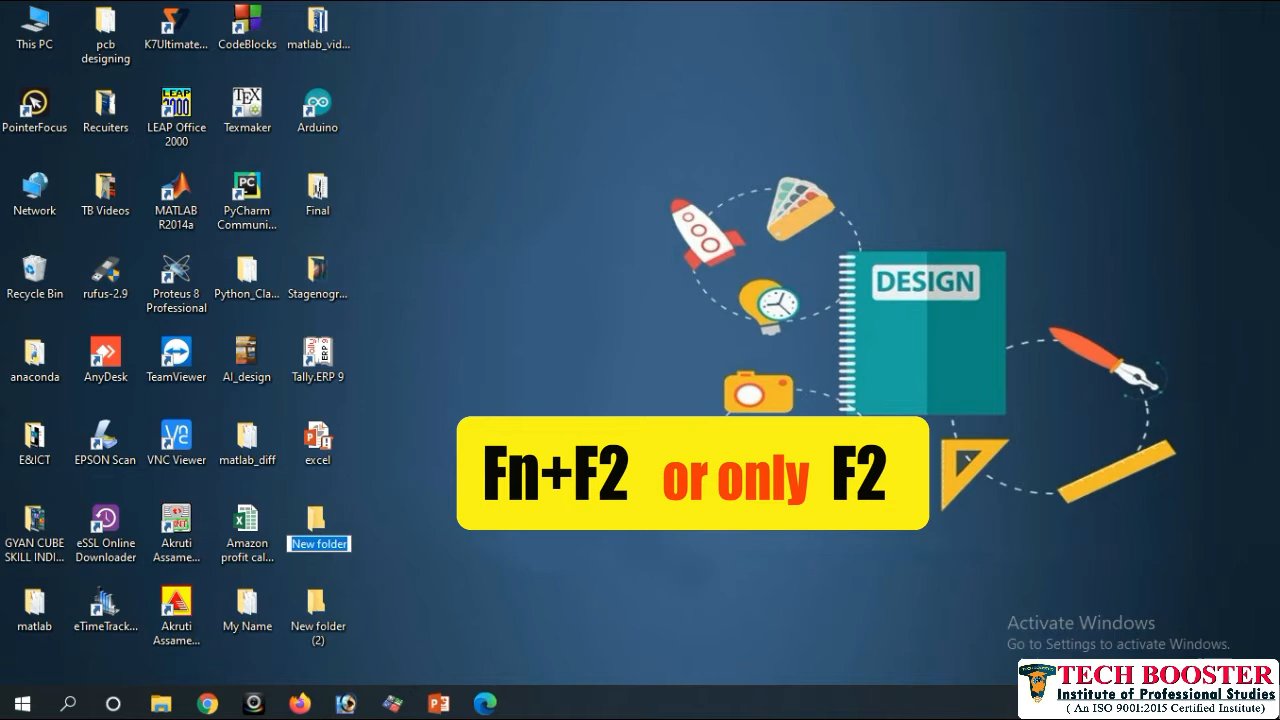 This PC
pcb
designing
K7Ultimate...
CodeBlocks
matlab_vid...
PointerFocus
Recuiters
LEAP Office
2000
Texmaker
Arduino
Network
TB Videos
MATLAB
R2014a
PyCharm
Communi...
Final
Recycle Bin
rufus-2.9
Proteus 8
Professional
Python_Cla...
Stagenogr...
anaconda
AnyDesk
TeamViewer
AI_design
Tally.ERP 9
E&ICT
EPSON Scan
VNC Viewer
matlab_diff
excel
GYAN CUBE
SKILL INDI...
eSSL Online
Downloader
Akruti
Assame...
Amazon
profit cal...
New folder
matlab
eTimeTrack...
Akruti
Assame...
My Name
New folder
(2)
DESIGN
Fn+F2 or only F2
Activate Windows
Go to Settings to activate Windows.
TECH BOOSTER
Institute of Professional Studies
( An ISO 9001:2015 Certified Institute)